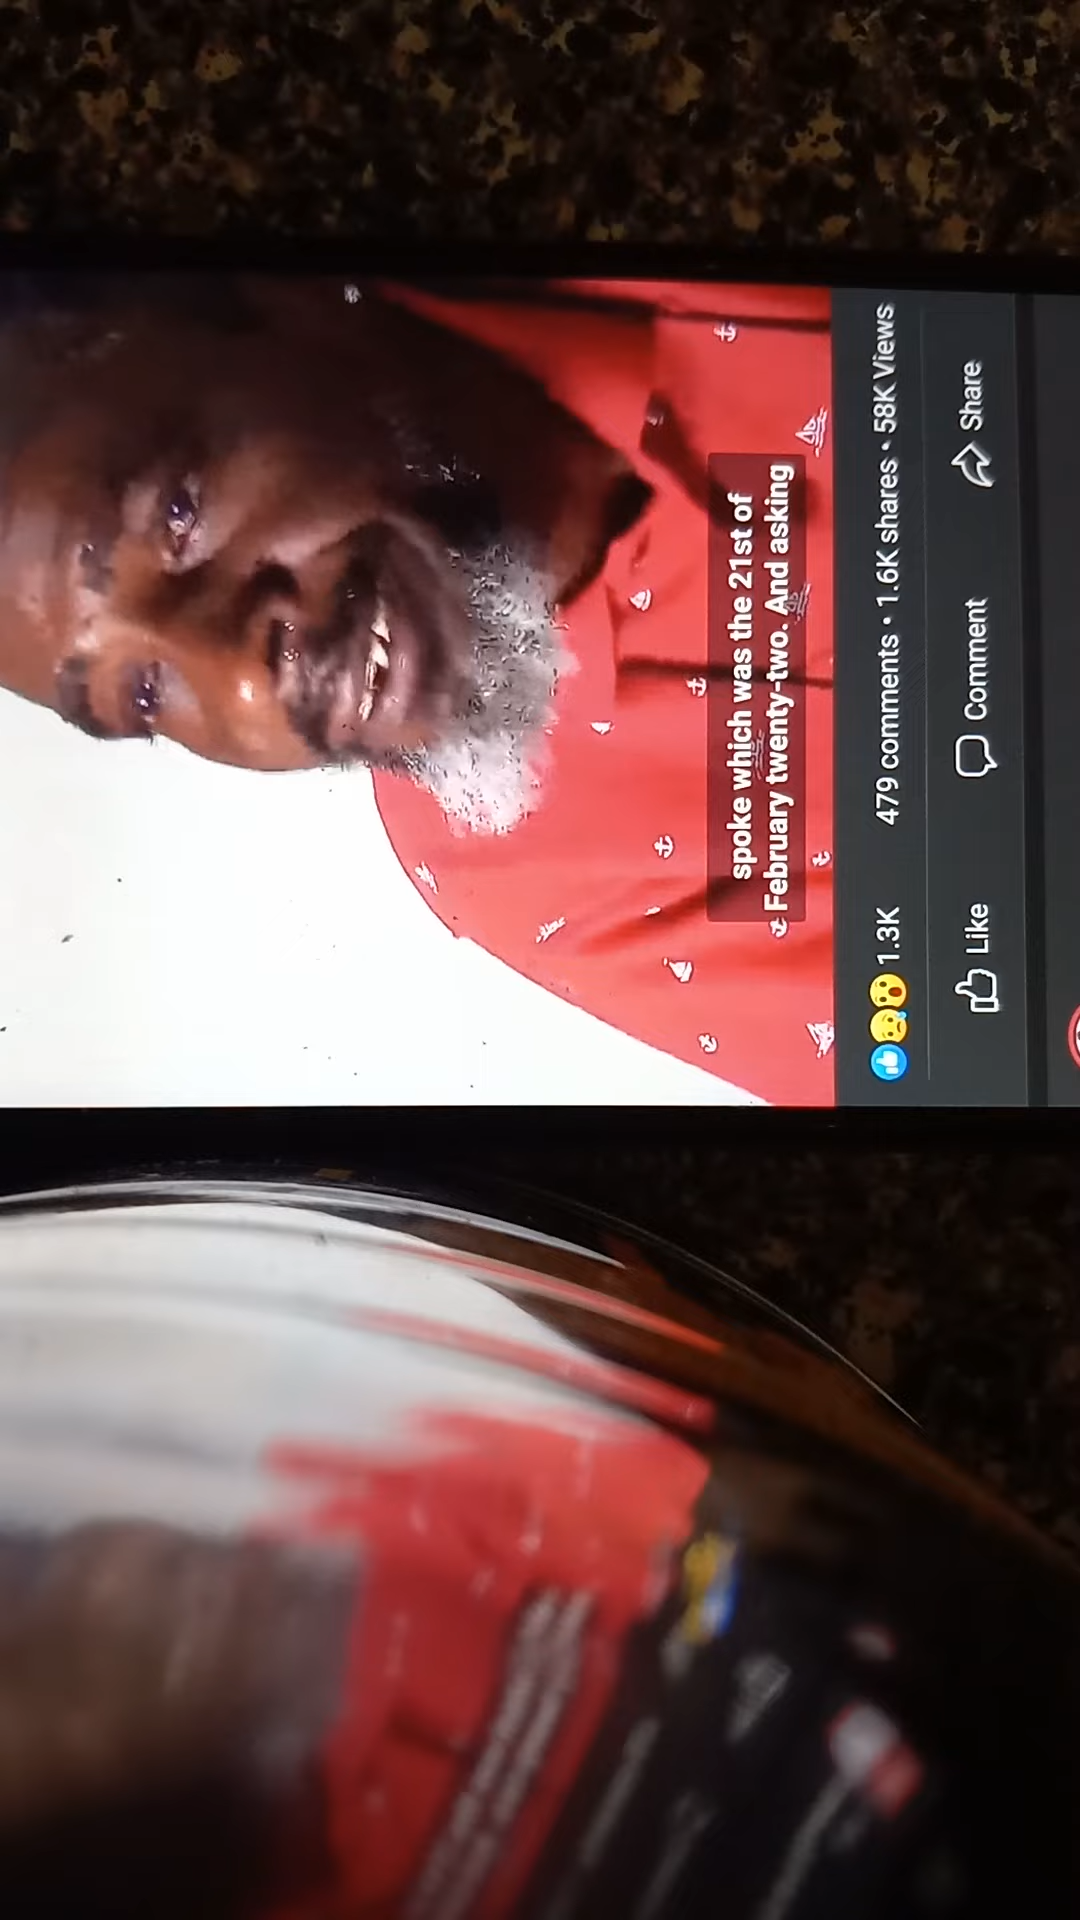 spoke which was the 21st of
February twenty-two. And asking
1.3K 479 comments • 1.6K shares • 58K Views
Like Comment Share